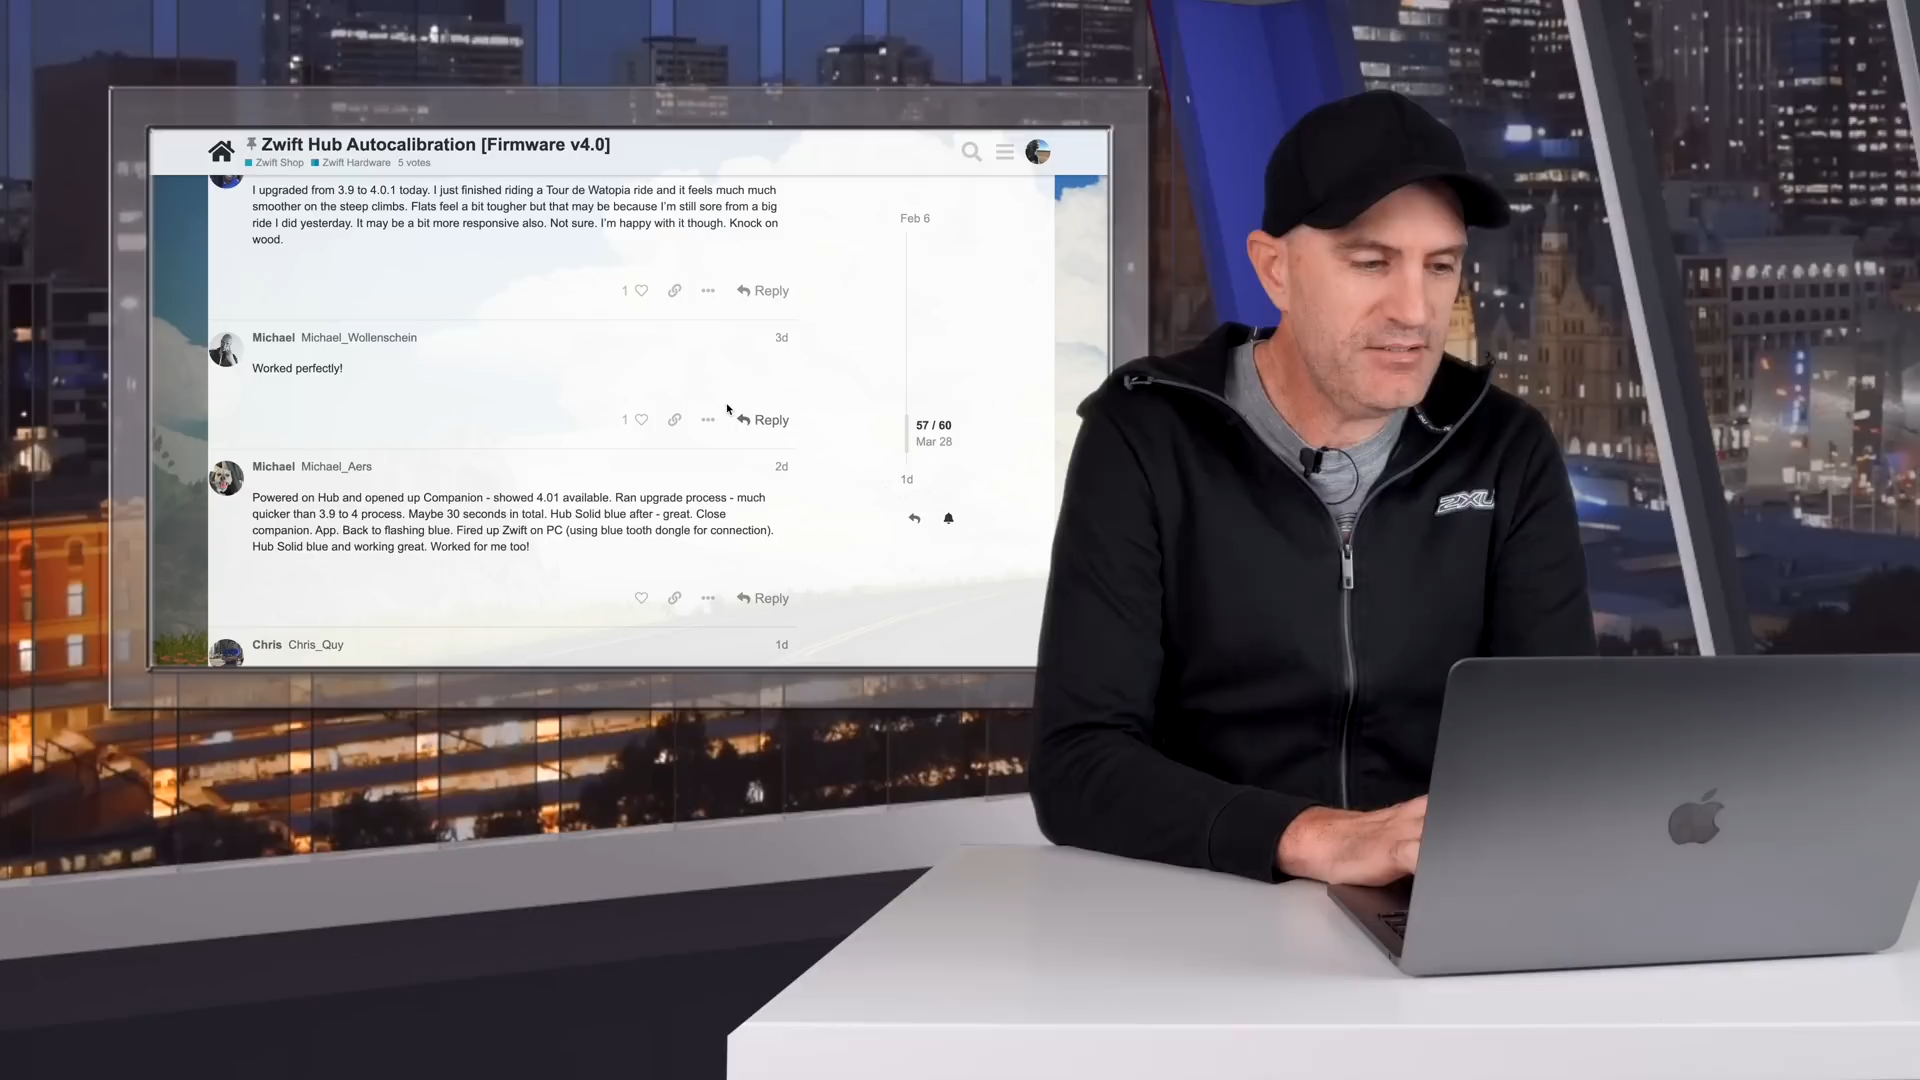 Zwift Hub Autocalibration [Firmware v4.0]
Zwift Shop Zwift Hardware 5 votes
I upgraded from 3.9 to 4.0.1 today. I just finished riding a Tour de Watopia ride and it feels much much
smoother on the steep climbs. Flats feel a bit tougher but that may be because I'm still sore from a big
ride I did yesterday. It may be a bit more responsive also. Not sure. I'm happy with it though. Knock on
wood.
1 Reply
Michael Michael_Wollenschein 3d
Worked perfectly!
1 Reply
Michael Michael_Aers 2d
Powered on Hub and opened up Companion - showed 4.01 available. Ran upgrade process - much
quicker than 3.9 to 4 process. Maybe 30 seconds in total. Hub Solid blue after - great. Close
companion. App. Back to flashing blue. Fired up Zwift on PC (using blue tooth dongle for connection).
Hub Solid blue and working great. Worked for me too!
Reply
Chris Chris_Quy 1d
Feb 6
57 / 60
Mar 28
1d
2XU